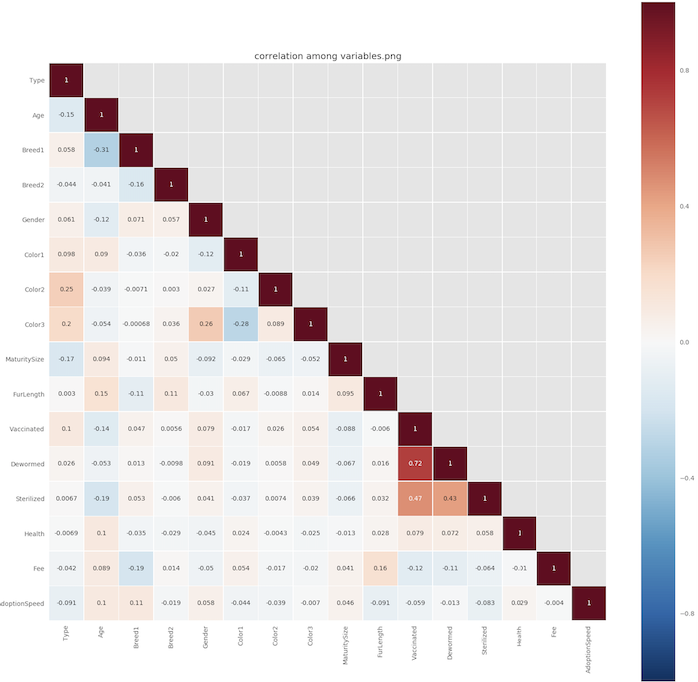 correlation among variables.png
Type 1
Age -0.15 1
Breed1 0.058 -0.31 1
Breed2 -0.044 -0.041 -0.16 1
Gender 0.061 -0.12 0.071 0.057 1
Color1 0.098 0.09 -0.036 -0.02 -0.12 1
Color2 0.25 -0.039 -0.0071 0.003 0.027 -0.11 1
Color3 0.2 -0.054 -0.00068 0.036 0.26 -0.28 0.089 1
MaturitySize -0.17 0.094 -0.011 0.05 -0.092 -0.029 -0.065 -0.052 1
FurLength 0.003 0.15 -0.11 0.11 -0.03 0.067 -0.0088 0.014 0.095 1
Vaccinated 0.1 -0.14 0.047 0.0056 0.079 -0.017 0.026 0.054 -0.088 -0.006 1
Dewormed 0.026 -0.053 0.013 -0.0098 0.091 -0.019 0.0058 0.049 -0.067 0.016 0.72 1
Sterilized 0.0067 -0.19 0.053 -0.006 0.041 -0.037 0.0074 0.039 -0.066 0.032 0.47 0.43 1
Health -0.0069 0.1 -0.035 -0.029 -0.045 0.024 -0.0043 -0.025 -0.013 0.028 0.079 0.072 0.058 1
Fee -0.042 0.089 -0.19 0.014 -0.05 0.054 -0.017 -0.02 0.041 0.16 -0.12 -0.11 -0.064 -0.01 1
doptionSpeed -0.091 0.1 0.11 -0.019 0.058 -0.044 -0.039 -0.007 0.046 -0.091 -0.059 -0.013 -0.083 0.029 -0.004 1
Type Age Breed1 Breed2 Gender Color1 Color2 Color3 MaturitySize FurLength Vaccinated Dewormed Sterilized Health Fee AdoptionSpeed
0.8
0.4
0.0
-0.4
-0.8